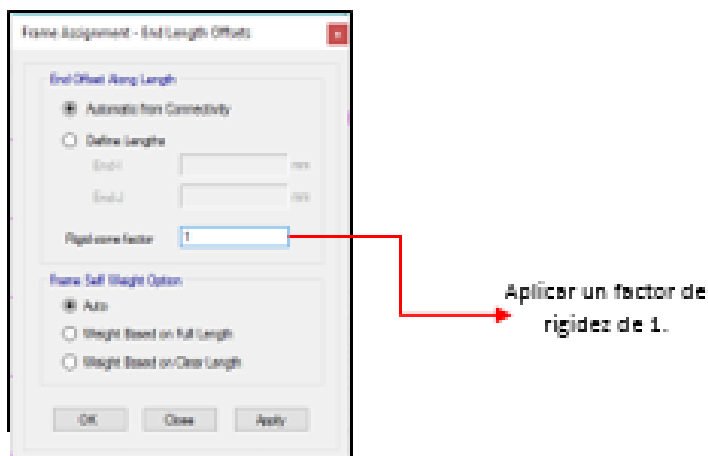 Frame Assignment - End Length Offsets
End Offset Along Length
Automatic from Connectivity
Define Lengths
End-I
mm
End-J
mm
Rigid-zone factor
1
Frame Self Weight Option
Auto
Weight Based on Full Length
Weight Based on Clear Length
OK
Close
Apply
Aplicar un factor de
rigidez de 1.